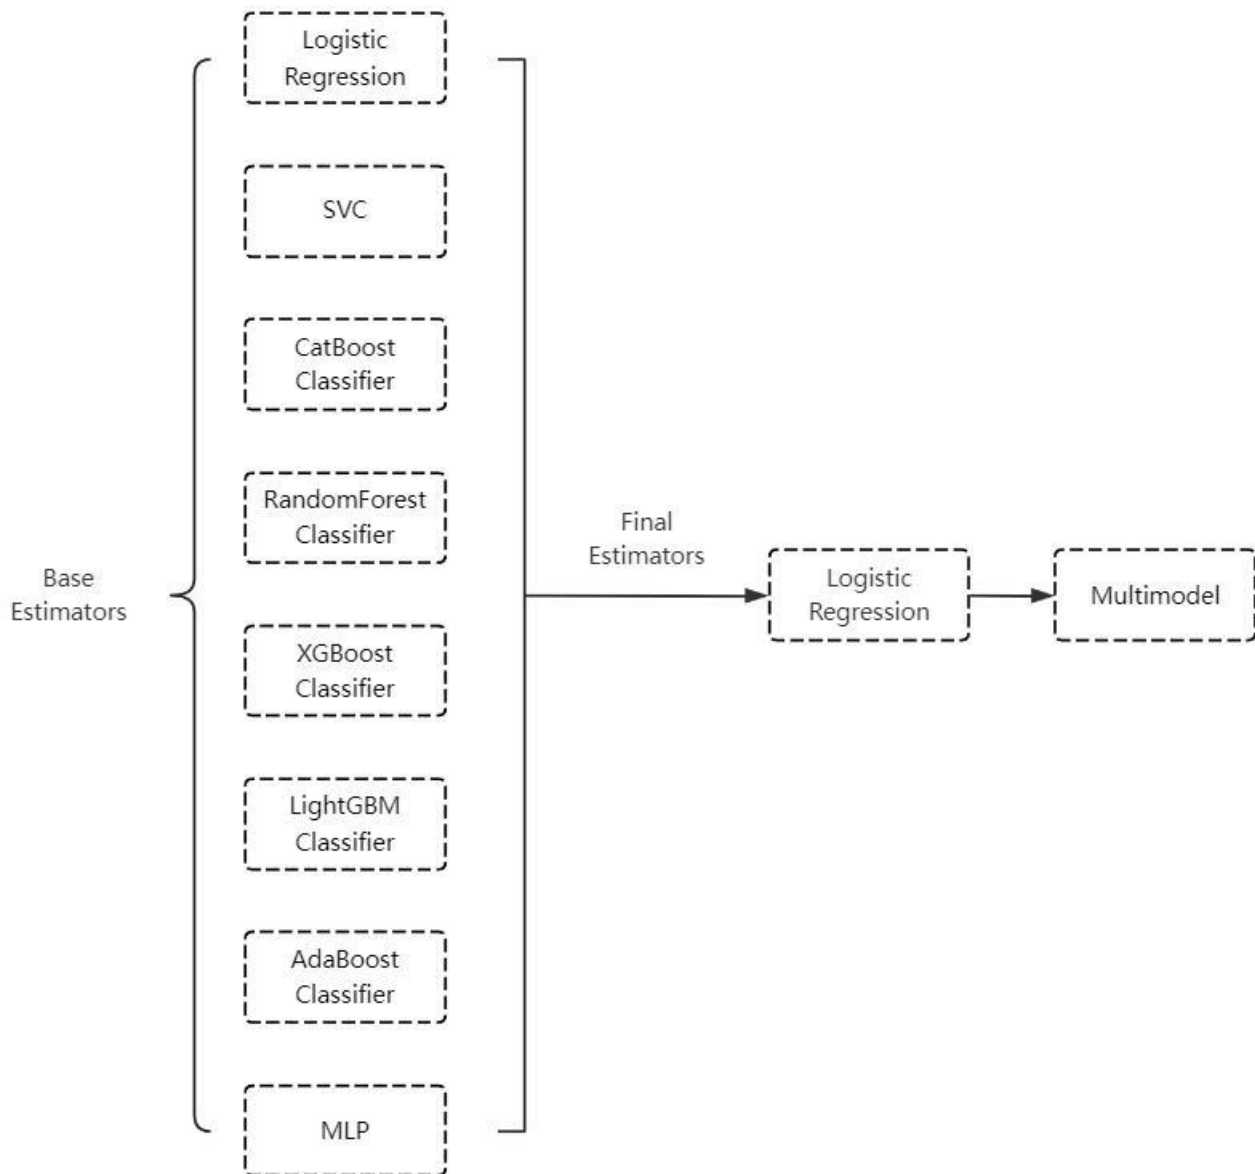 Logistic
Regression
SVC
CatBoost
Classifier
RandomForest
Classifier
Base
Estimators
XGBoost
Classifier
LightGBM
Classifier
AdaBoost
Classifier
MLP
Final
Estimators
Logistic
Regression
Multimodel